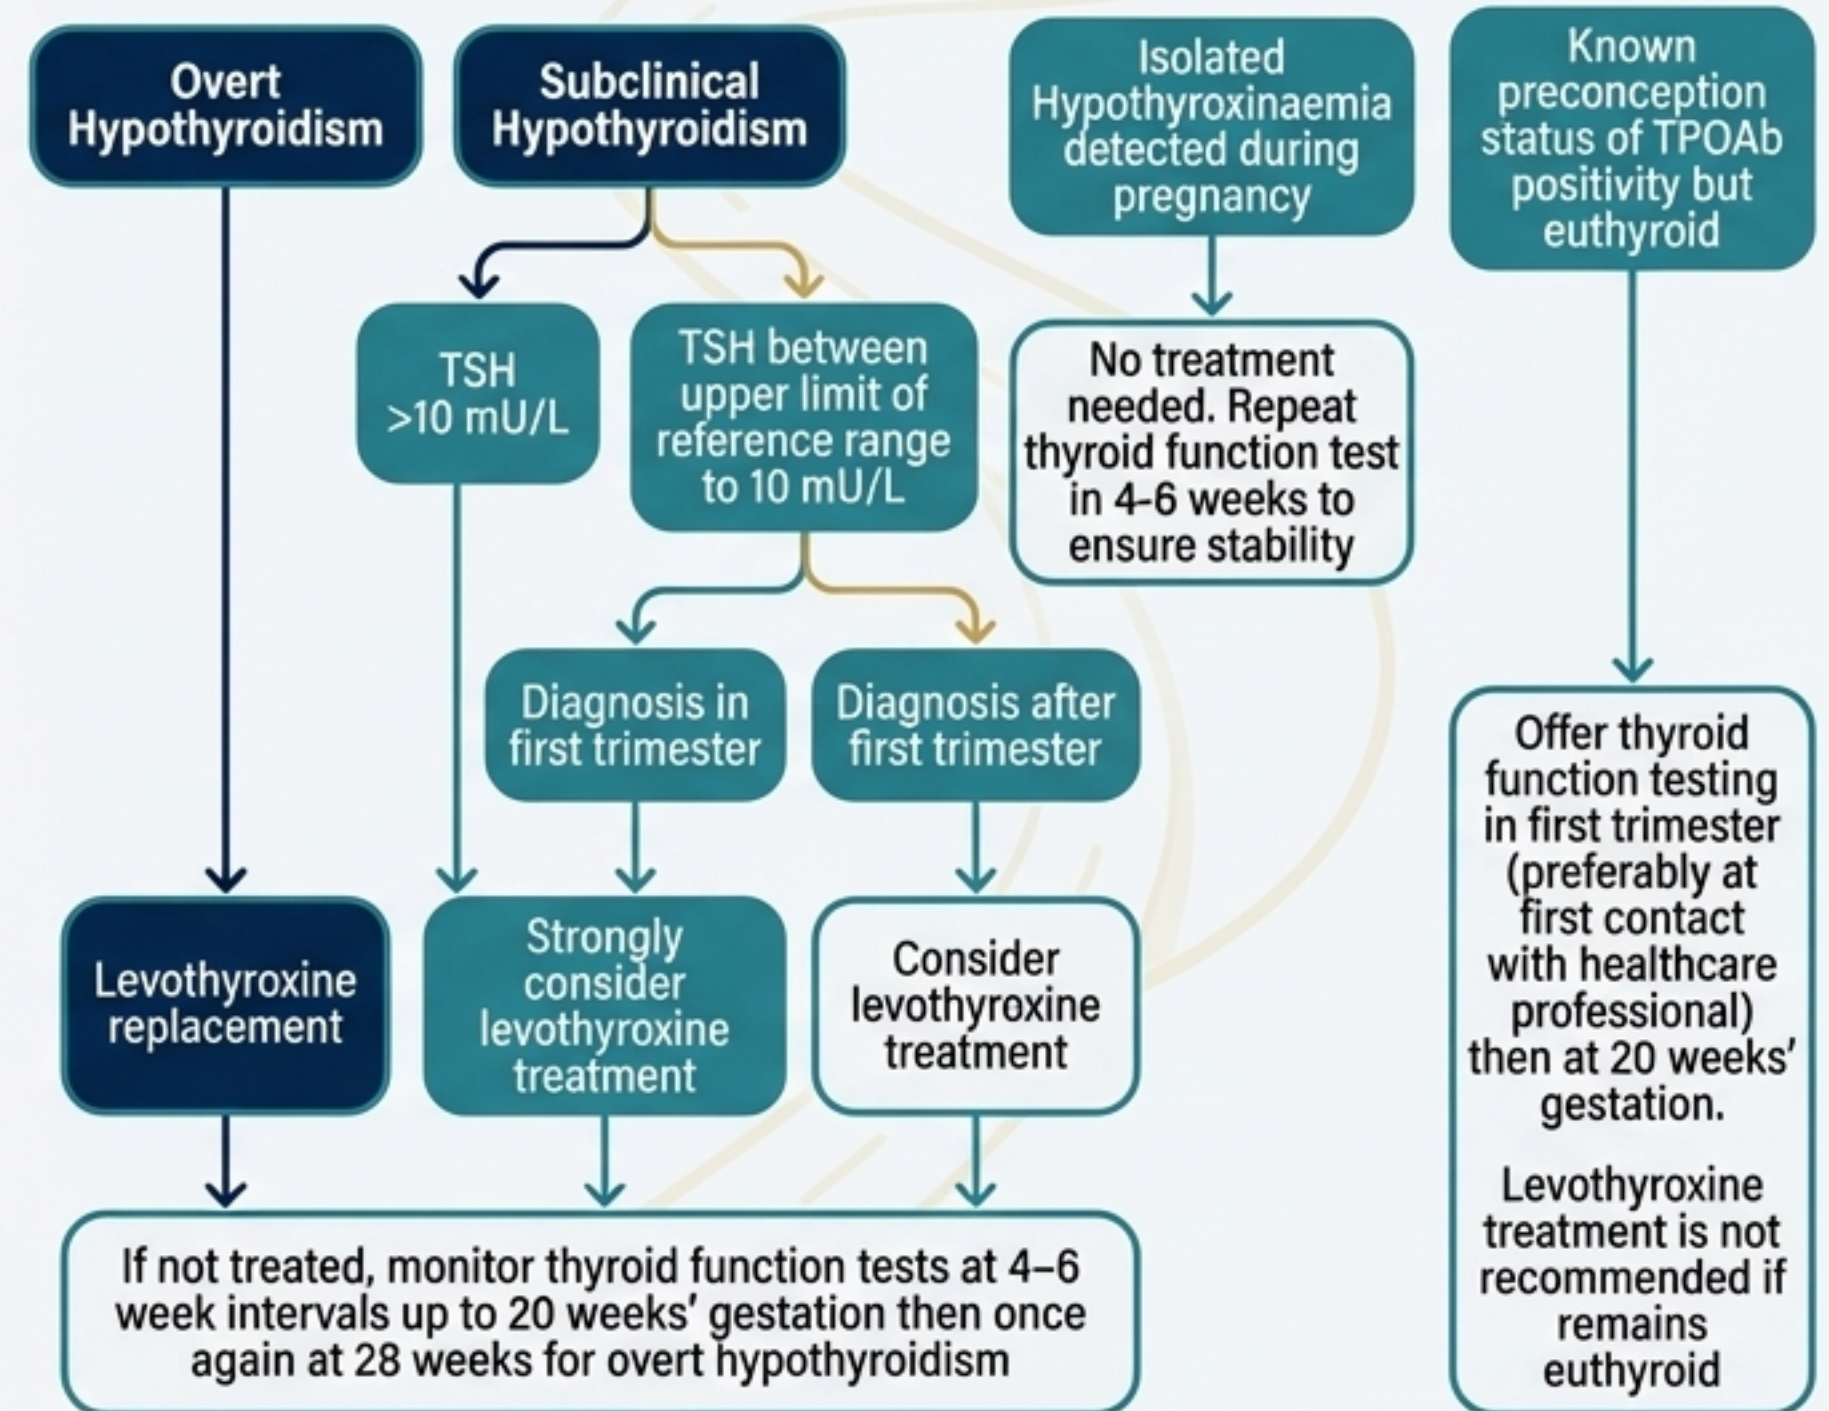 Overt
Hypothyroidism
Subclinical
Hypothyroidism
Isolated
Hypothyroxinaemia
detected during
pregnancy
Known
preconception
status of TPOAb
positivity but
euthyroid
TSH
>10 mU/L
TSH between
upper limit of
reference range
to 10 mU/L
No treatment
needed. Repeat
thyroid function test
in 4-6 weeks to
ensure stability
Diagnosis in
first trimester
Diagnosis after
first trimester
Levothyroxine
replacement
Strongly
consider
levothyroxine
treatment
Consider
levothyroxine
treatment
Offer thyroid
function testing
in first trimester
(preferably at
first contact
with healthcare
professional)
then at 20 weeks’
gestation.
Levothyroxine
treatment is not
recommended if
remains
euthyroid
If not treated, monitor thyroid function tests at 4–6
week intervals up to 20 weeks’ gestation then once
again at 28 weeks for overt hypothyroidism